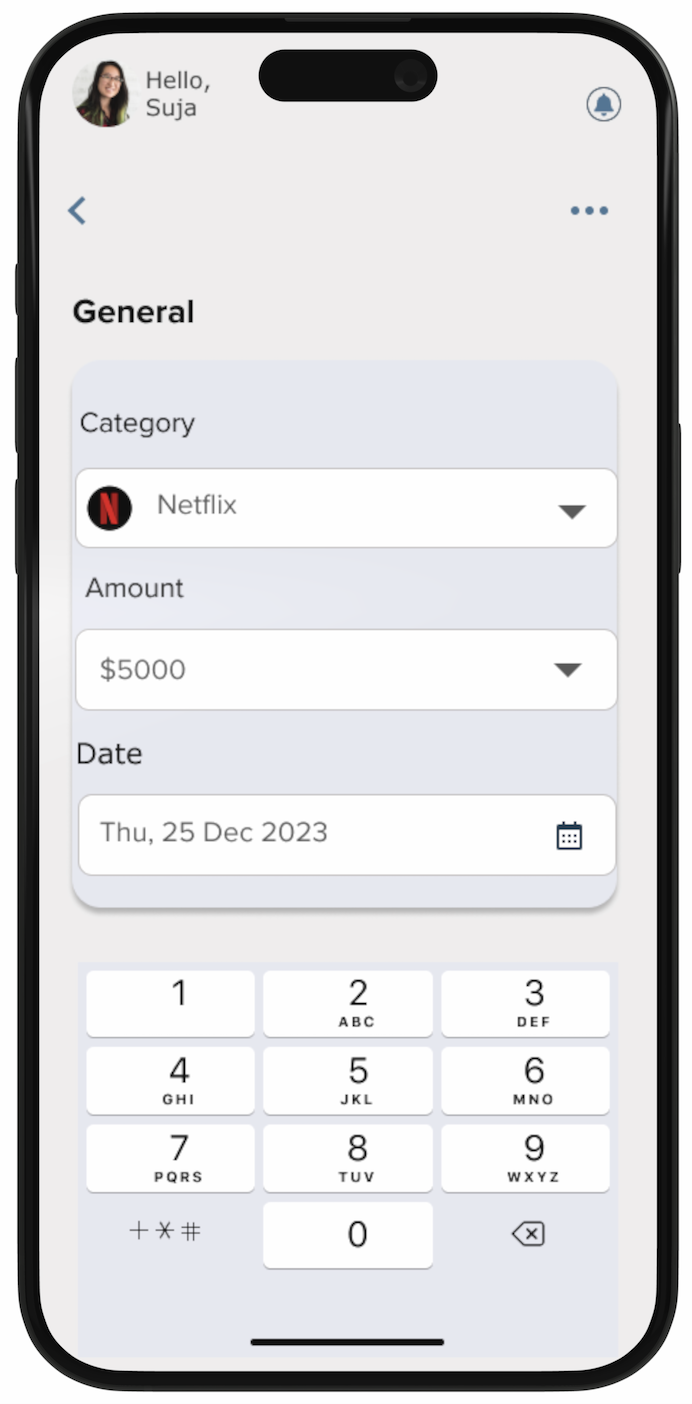 Hello,
Suja
General
Category
N Netflix
Amount
$5000
Date
Thu, 25 Dec 2023
1 2 3
ABC DEF
4 5 6
GHI JKL MNO
7 8 9
PQRS TUV WXYZ
+*# 0